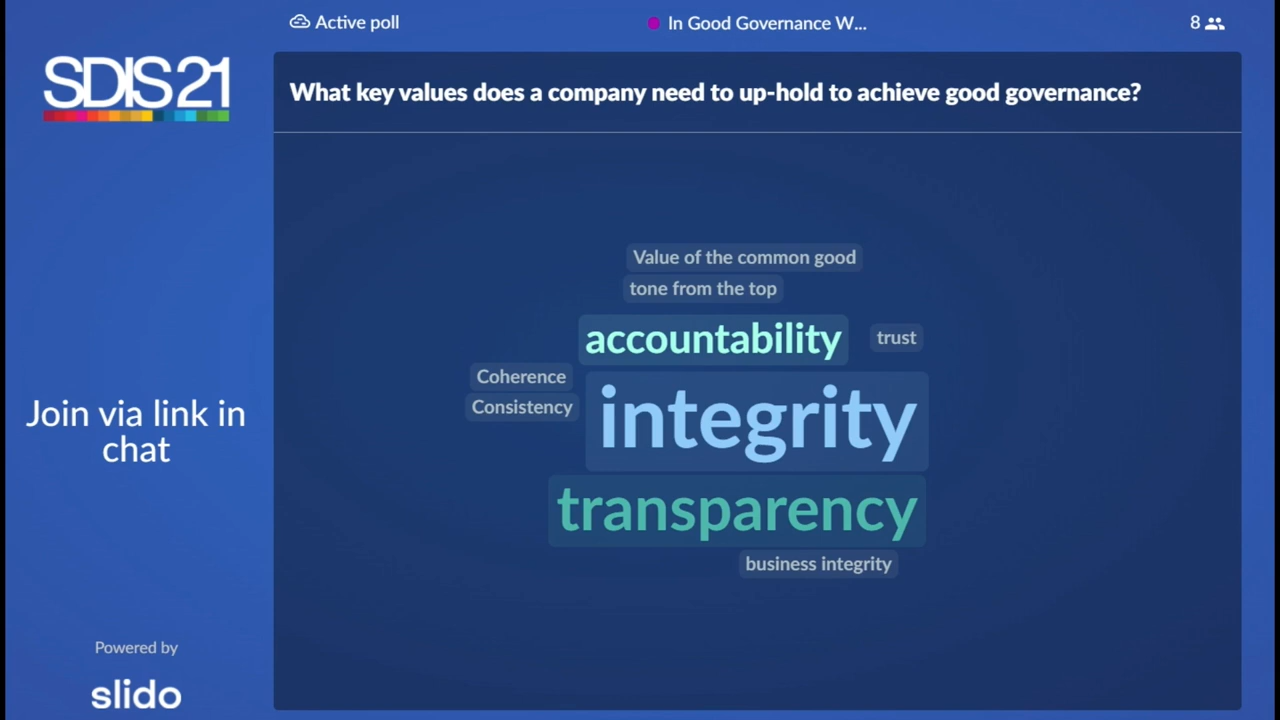 Active poll
In Good Governance W...
8
SDIS21
What key values does a company need to up-hold to achieve good governance?
Value of the common good
tone from the top
accountability
trust
Coherence
Consistency
integrity
transparency
business integrity
Join via link in
chat
Powered by
slido